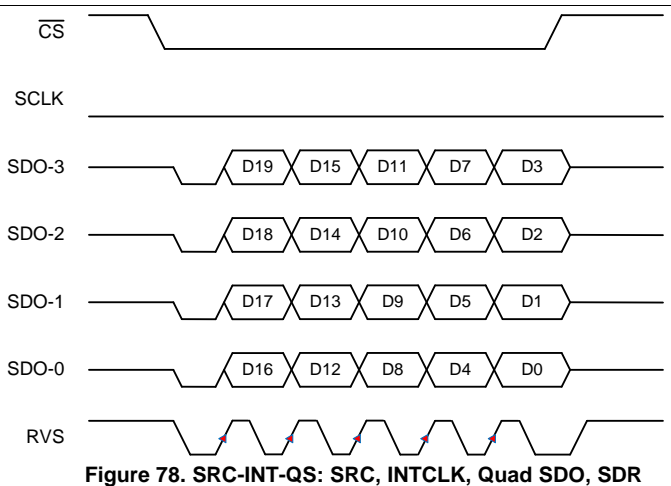 CS
SCLK
SDO-3 D19 D15 D11 D7 D3
SDO-2 D18 D14 D10 D6 D2
SDO-1 D17 D13 D9 D5 D1
SDO-0 D16 D12 D8 D4 D0
RVS
Figure 78. SRC-INT-QS: SRC, INTCLK, Quad SDO, SDR